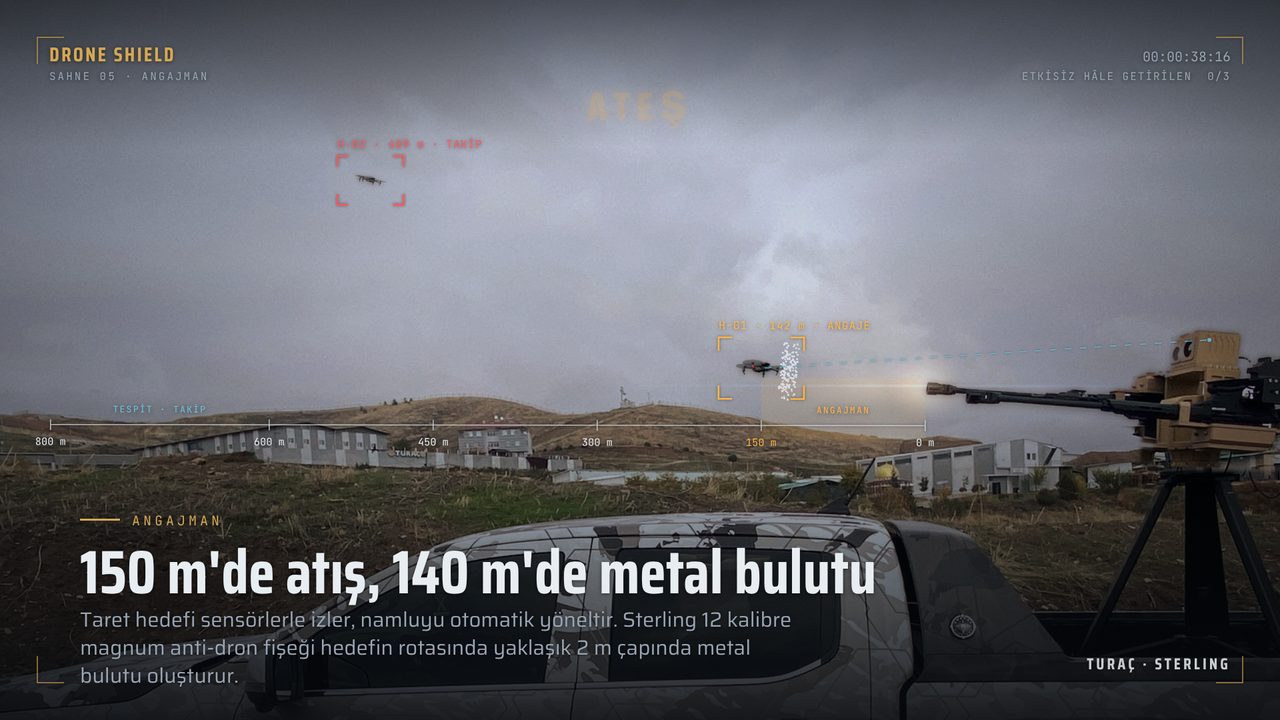 DRONE SHIELD
SAHNE 05 · ANGAJMAN
00:00:38:16
ETKİSİZ HÂLE GETİRİLEN 0/3
ATEŞ
m · TAKİP
H-01 · 142 m · ANGAJE
TESPİT · TAKİP
ANGAJMAN
800 m
600 m
450 m
300 m
150 m
0 m
TURAÇ
ANGAJMAN
150 m'de atış, 140 m'de metal bulutu
Taret hedefi sensörlerle izler, namluyu otomatik yöneltir. Sterling 12 kalibre
magnum anti-dron fişeği hedefin rotasında yaklaşık 2 m çapında metal
bulutu oluşturur.
TURAÇ · STERLING